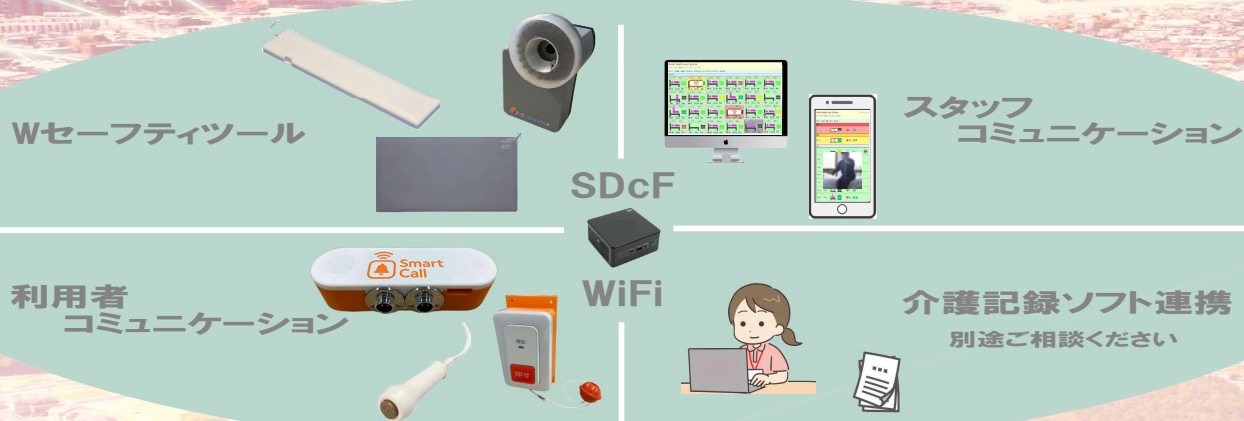 Wセーフティツール
スタッフ
コミュニケーション
SDcF
WiFi
Smart
Call
利用者
コミュニケーション
呼出
介護記録ソフト連携
別途ご相談ください